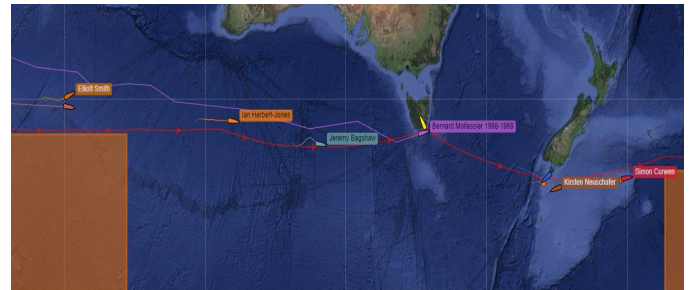 Elliott Smith
Ian Herbert-Jones
Bernard Moitessier 1968-1969
Jeremy Bagshaw
Simon Curwen
Kirsten Neuschafer